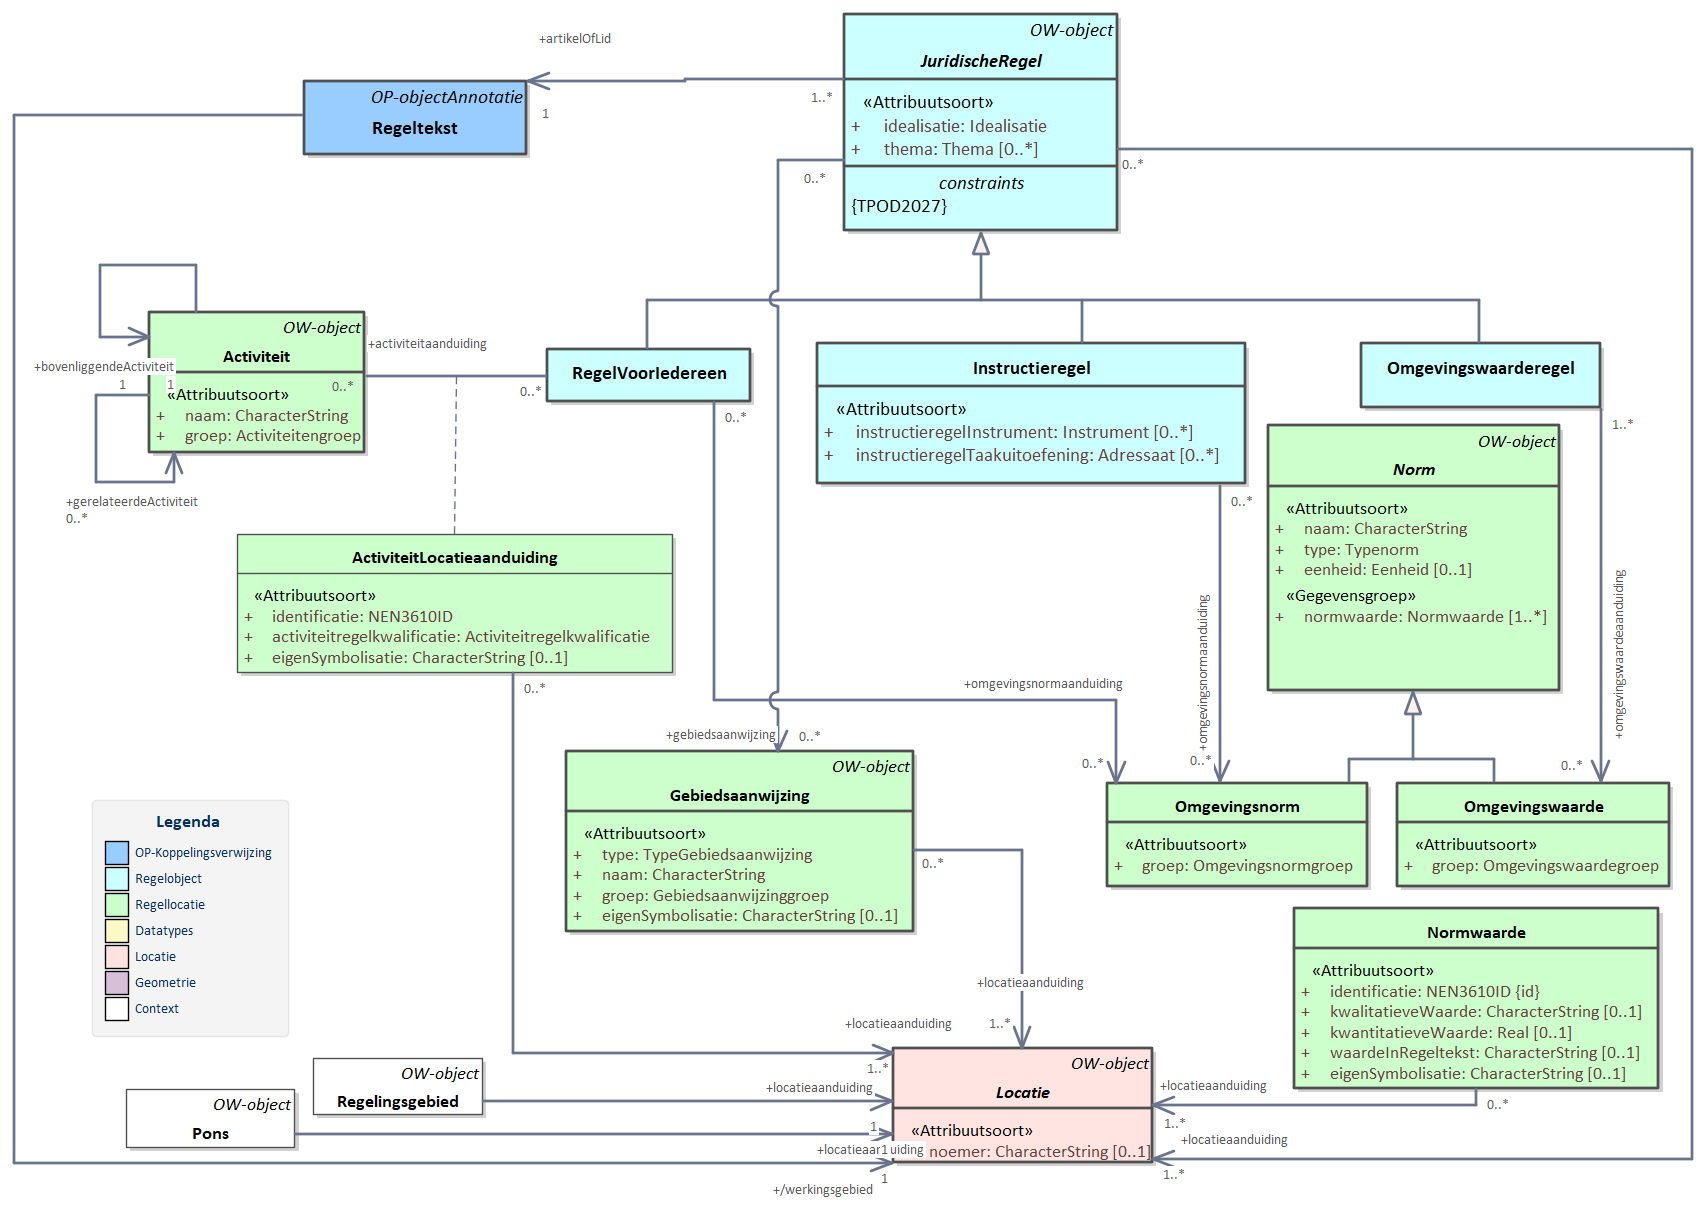 OW-object
JuridischeRegel
«Attribuutsoort»
+ idealisatie: Idealisatie
+ thema: Thema [0..*]
constraints
{TPOD2027}
+artikelOfLid
1..*
1
OP-objectAnnotatie
Regeltekst
0..*
0..*
OW-object
Activiteit
«Attribuutsoort»
+ naam: CharacterString
+ groep: Activiteitengroep
+bovenliggendeActiviteit
1
1
0..*
+gerelateerdeActiviteit
0..*
+activiteitaanduiding
0..*
RegelVoorIedereen
0..*
Instructieregel
«Attribuutsoort»
+ instructieregelInstrument: Instrument [0..*]
+ instructieregelTaakuitoefening: Adressaat [0..*]
0..*
Omgevingswaarderegel
1..*
OW-object
Norm
«Attribuutsoort»
+ naam: CharacterString
+ type: Typenorm
+ eenheid: Eenheid [0..1]
«Gegevensgroep»
+ normwaarde: Normwaarde [1..*]
ActiviteitLocatieaanduiding
«Attribuutsoort»
+ identificatie: NEN3610ID
+ activiteitregelkwalificatie: Activiteitregelkwalificatie
+ eigenSymbolisatie: CharacterString [0..1]
0..*
+omgevingsnormaanduiding
+omgevingsnormaanduiding
+omgevingswaardeaanduiding
+gebiedsaanwijzing
0..*
0..*
0..*
0..*
OW-object
Gebiedsaanwijzing
«Attribuutsoort»
+ type: TypeGebiedsaanwijzing
+ naam: CharacterString
+ groep: Gebiedsaanwijzinggroep
+ eigenSymbolisatie: CharacterString [0..1]
0..*
Omgevingsnorm
«Attribuutsoort»
+ groep: Omgevingsnormgroep
Omgevingswaarde
«Attribuutsoort»
+ groep: Omgevingswaardegroep
Legenda
OP-Koppelingsverwijzing
Regelobject
Regellocatie
Datatypes
Locatie
Geometrie
Context
Normwaarde
«Attribuutsoort»
+ identificatie: NEN3610ID {id}
+ kwalitatieveWaarde: CharacterString [0..1]
+ kwantitatieveWaarde: Real [0..1]
+ waardeInRegeltekst: CharacterString [0..1]
+ eigenSymbolisatie: CharacterString [0..1]
0..*
+locatieaanduiding
1..*
+locatieaanduiding
1..*
OW-object
Regelingsgebied
+locatieaanduiding
1
OW-object
Pons
1
OW-object
Locatie
«Attribuutsoort»
noemer: CharacterString [0..1]
+locatieaanduiding
1..*
+locatieaanduiding
1..*
+/werkingsgebied
1